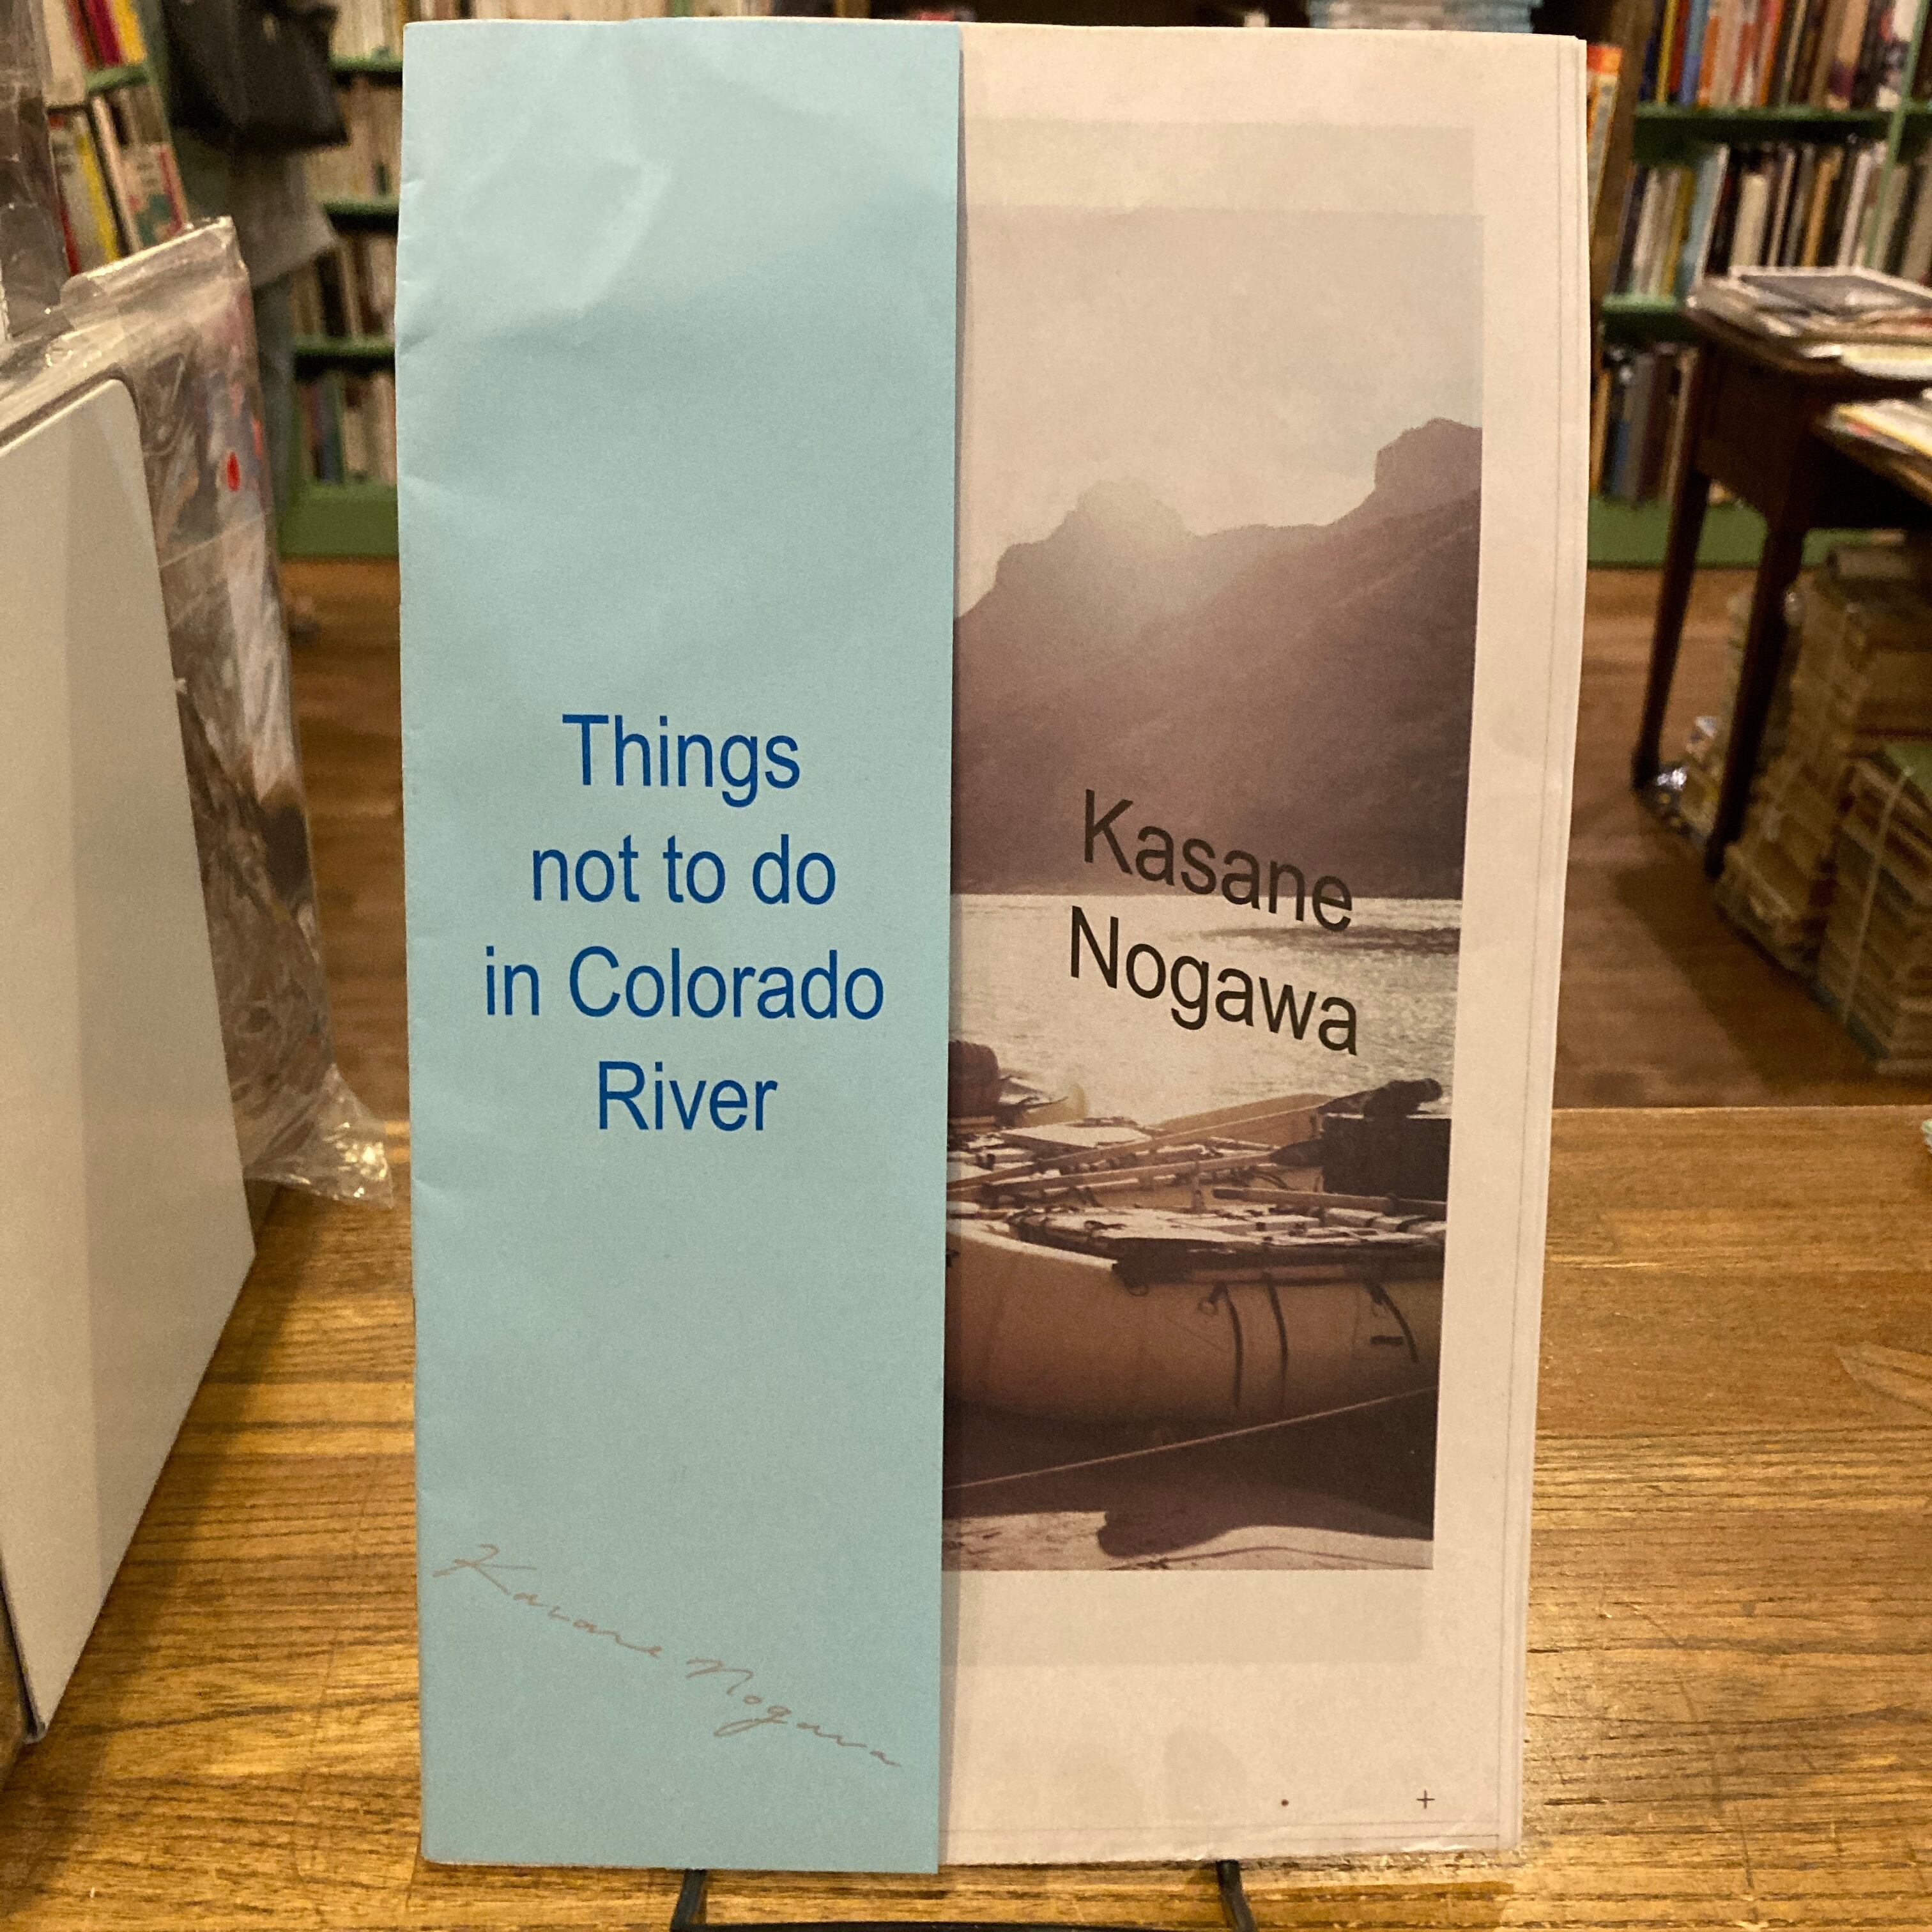 Things
not to do
in Colorado
River
Kasane
Nogawa
Kasane Nogawa